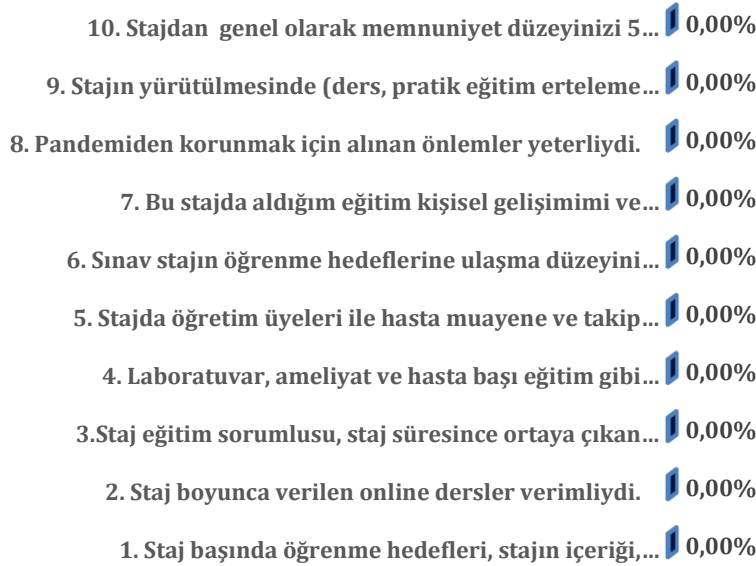 10. Stajdan  genel olarak memnuniyet düzeyinizi 5... 0,00%
9. Stajın yürütülmesinde (ders, pratik eğitim erteleme... 0,00%
8. Pandemiden korunmak için alınan önlemler yeterliydi. 0,00%
7. Bu stajda aldığım eğitim kişisel gelişimimi ve... 0,00%
6. Sınav stajın öğrenme hedeflerine ulaşma düzeyini... 0,00%
5. Stajda öğretim üyeleri ile hasta muayene ve takip... 0,00%
4. Laboratuvar, ameliyat ve hasta başı eğitim gibi... 0,00%
3.Staj eğitim sorumlusu, staj süresince ortaya çıkan... 0,00%
2. Staj boyunca verilen online dersler verimliydi. 0,00%
1. Staj başında öğrenme hedefleri, stajın içeriği,... 0,00%